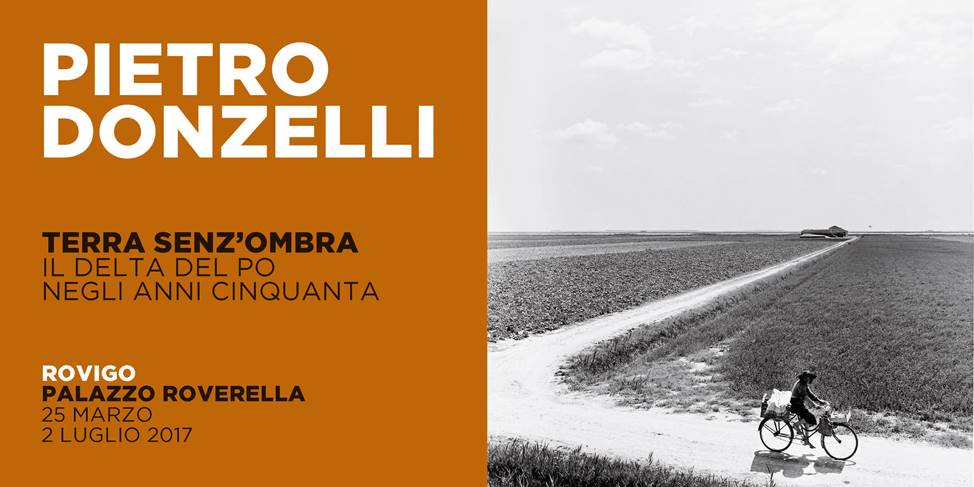 PIETRO
DONZELLI
TERRA SENZ'OMBRA
IL DELTA DEL PO
NEGLI ANNI CINQUANTA
ROVIGO
PALAZZO ROVERELLA
25 MARZO
2 LUGLIO 2017